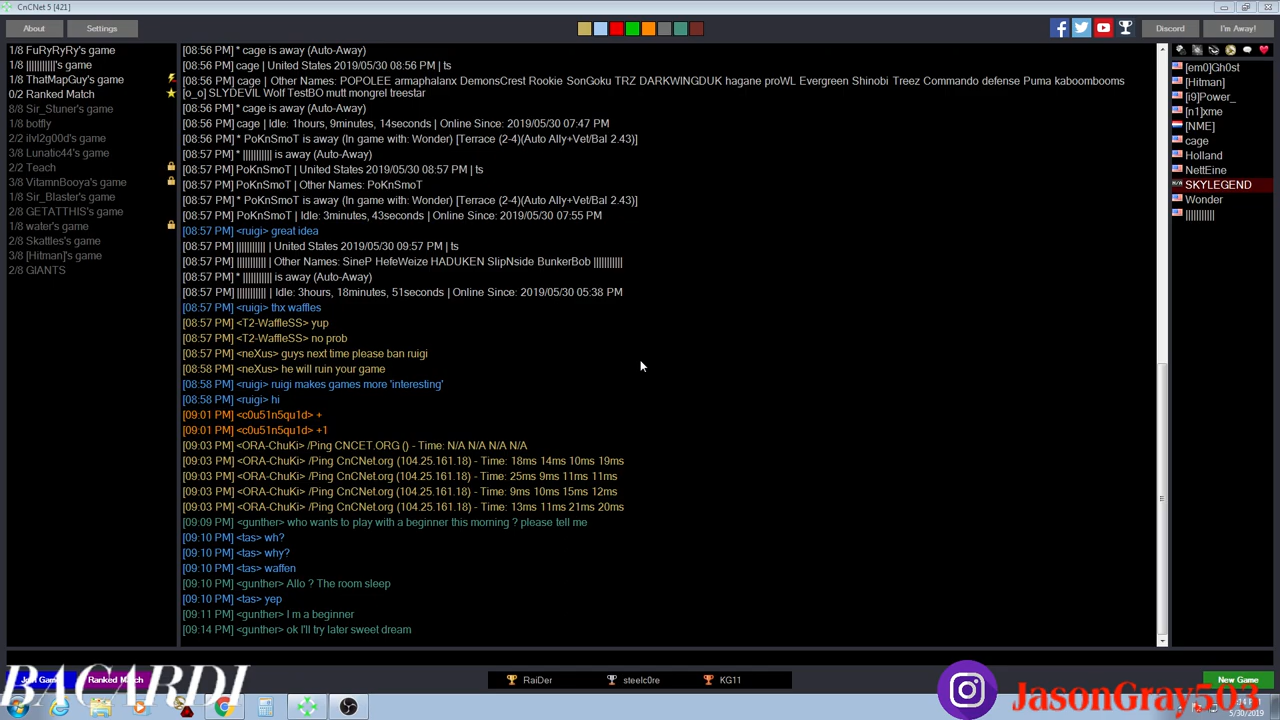 CnCNet 5 [421]
About
Settings
Discord
I'm Away!
1/8 FuRyRyRy's game
1/8 ||||||||||||'s game
1/8 ThatMapGuy's game
0/2 Ranked Match
8/8 Sir_Stuner's game
1/8 botfly
2/2 ilvl2g00d's game
3/8 Lunatic44's game
2/2 Teach
3/8 VitamnBooya's game
1/8 Sir_Blaster's game
2/8 GETATTHIS's game
1/8 water's game
2/8 Skattles's game
3/8 [Hitman]'s game
2/8 GIANTS
[08:56 PM] * cage is away (Auto-Away)
[08:56 PM] cage | United States 2019/05/30 08:56 PM | ts
[08:56 PM] cage | Other Names: POPOLEE armaphalanx DemonsCrest Rookie SonGoku TRZ DARKWINGDUK hagane proWL Evergreen Shinobi Treez Commando defense Puma kaboombooms
[o_o] SLYDEVIL Wolf TestBO mutt mongrel treestar
[08:56 PM] * cage is away (Auto-Away)
[08:56 PM] cage | Idle: 1hours, 9minutes, 14seconds | Online Since: 2019/05/30 07:47 PM
[08:56 PM] * PoKnSmoT is away (In game with: Wonder) [Terrace (2-4)(Auto Ally+Vet/Bal 2.43)]
[08:57 PM] * |||||||||||| is away (Auto-Away)
[08:57 PM] PoKnSmoT | United States 2019/05/30 08:57 PM | ts
[08:57 PM] PoKnSmoT | Other Names: PoKnSmoT
[08:57 PM] * PoKnSmoT is away (In game with: Wonder) [Terrace (2-4)(Auto Ally+Vet/Bal 2.43)]
[08:57 PM] PoKnSmoT | Idle: 3minutes, 43seconds | Online Since: 2019/05/30 07:55 PM
[08:57 PM] <ruigi> great idea
[08:57 PM] |||||||||||| | United States 2019/05/30 09:57 PM | ts
[08:57 PM] |||||||||||| | Other Names: SineP HefeWeize HADUKEN SlipNside BunkerBob ||||||||||||
[08:57 PM] * |||||||||||| is away (Auto-Away)
[08:57 PM] |||||||||||| | Idle: 3hours, 18minutes, 51seconds | Online Since: 2019/05/30 05:38 PM
[08:57 PM] <ruigi> thx waffles
[08:57 PM] <T2-WaffleSS> yup
[08:57 PM] <T2-WaffleSS> no prob
[08:57 PM] <neXus> guys next time please ban ruigi
[08:58 PM] <neXus> he will ruin your game
[08:58 PM] <ruigi> ruigi makes games more 'interesting'
[08:58 PM] <ruigi> hi
[09:01 PM] <c0u51n5qu1d> +
[09:01 PM] <c0u51n5qu1d> +1
[09:03 PM] <ORA-ChuKi> /Ping CNCET.ORG () - Time: N/A N/A N/A N/A
[09:03 PM] <ORA-ChuKi> /Ping CnCNet.org (104.25.161.18) - Time: 18ms 14ms 10ms 19ms
[09:03 PM] <ORA-ChuKi> /Ping CnCNet.org (104.25.161.18) - Time: 25ms 9ms 11ms 11ms
[09:03 PM] <ORA-ChuKi> /Ping CnCNet.org (104.25.161.18) - Time: 9ms 10ms 15ms 12ms
[09:03 PM] <ORA-ChuKi> /Ping CnCNet.org (104.25.161.18) - Time: 13ms 11ms 21ms 20ms
[09:09 PM] <gunther> who wants to play with a beginner this morning ? please tell me
[09:10 PM] <tas> wh?
[09:10 PM] <tas> why?
[09:10 PM] <tas> waffen
[09:10 PM] <gunther> Allo ? The room sleep
[09:10 PM] <tas> yep
[09:11 PM] <gunther> I m a beginner
[09:14 PM] <gunther> ok I'll try later sweet dream
[em0]Gh0st
[Hitman]
[i9]Power_
[n1]xme
[NME]
cage
Holland
NettEine
SKYLEGEND
Wonder
||||||||||||
BACARDI
Ranked Match
RaiDer
steelc0re
KG11
New Game
JasonGray503
5/30/2019